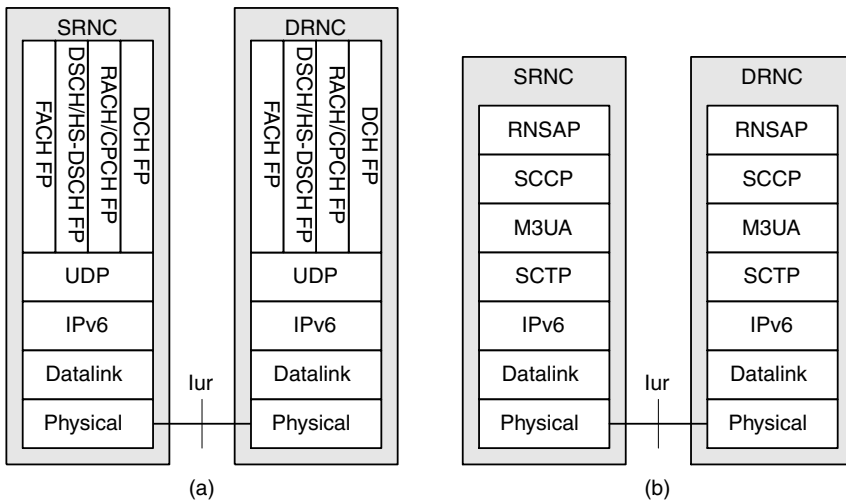 SRNC
FACH FP
DSCH/HS-DSCH FP
RACH/CPCH FP
DCH FP
UDP
IPv6
Datalink
Physical
Iur
DRNC
FACH FP
DSCH/HS-DSCH FP
RACH/CPCH FP
DCH FP
UDP
IPv6
Datalink
Physical
(a)
SRNC
RNSAP
SCCP
M3UA
SCTP
IPv6
Datalink
Physical
Iur
DRNC
RNSAP
SCCP
M3UA
SCTP
IPv6
Datalink
Physical
(b)